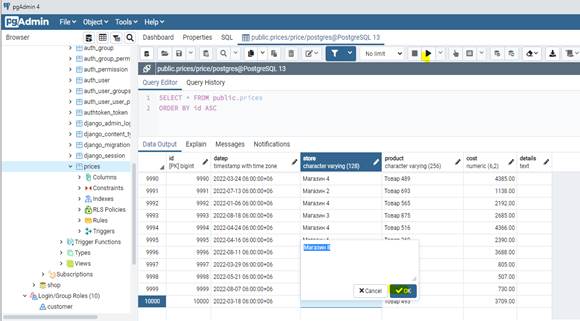 pgAdmin 4
pgAdmin File Object Tools Help
Browser
Dashboard Properties SQL public.prices/price/postgres@PostgreSQL 13
auth_group
auth_group_perm
auth_permission
auth_user
auth_user_groups
auth_user_user_p
authtoken_token
django_admin_log
django_content_ty
django_migration
django_session
prices
Columns
Constraints
Indexes
RLS Policies
Rules
Triggers
Trigger Functions
Types
Views
Subscriptions
shop
Login/Group Roles (10)
customer
No limit
public.prices/price/postgres@PostgreSQL 13
Query Editor Query History
1 SELECT * FROM public.prices
2 ORDER BY id ASC
Data Output Explain Messages Notifications
id
[PK] bigint
datep
timestamp with time zone
store
character varying (128)
product
character varying (256)
cost
numeric (6,2)
details
text
9990 9990 2022-03-24 06:00:00+06 Магазин 4 Товар 489 4385.00
9991 9991 2022-07-13 06:00:00+06 Магазин 2 Товар 693 1138.00
9992 9992 2022-01-06 06:00:00+06 Магазин 4 Товар 565 2192.00
9993 9993 2022-08-18 06:00:00+06 Магазин 3 Товар 675 2685.00
9994 9994 2022-04-24 06:00:00+06 Магазин 4 Товар 516 4366.00
9995 9995 2022-04-16 06:00:00+06 2390.00
9996 9996 2022-08-11 06:00:00+06 3688.00
9997 9997 2022-03-29 06:00:00+06 805.00
9998 9998 2022-05-21 06:00:00+06 507.00
9999 9999 2022-08-07 06:00:00+06 730.00
10000 10000 2022-03-18 06:00:00+06 Товар 493 3709.00
Магазин
Cancel OK